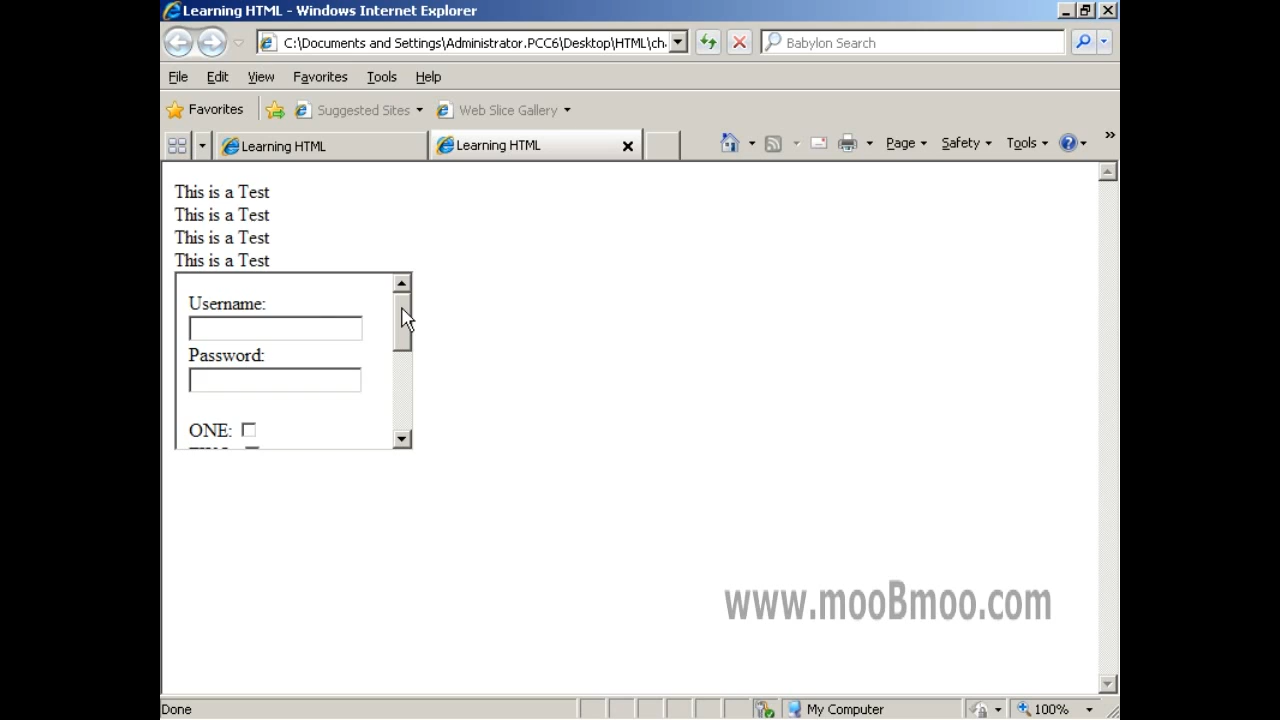 Learning HTML - Windows Internet Explorer
C:\Documents and Settings\Administrator.PCC6\Desktop\HTML\ch
Babylon Search
File Edit View Favorites Tools Help
Favorites Suggested Sites Web Slice Gallery
Learning HTML Learning HTML Page Safety Tools »
This is a Test
This is a Test
This is a Test
This is a Test
Username:
Password:
ONE:
www.mooBmoo.com
Done My Computer 100%